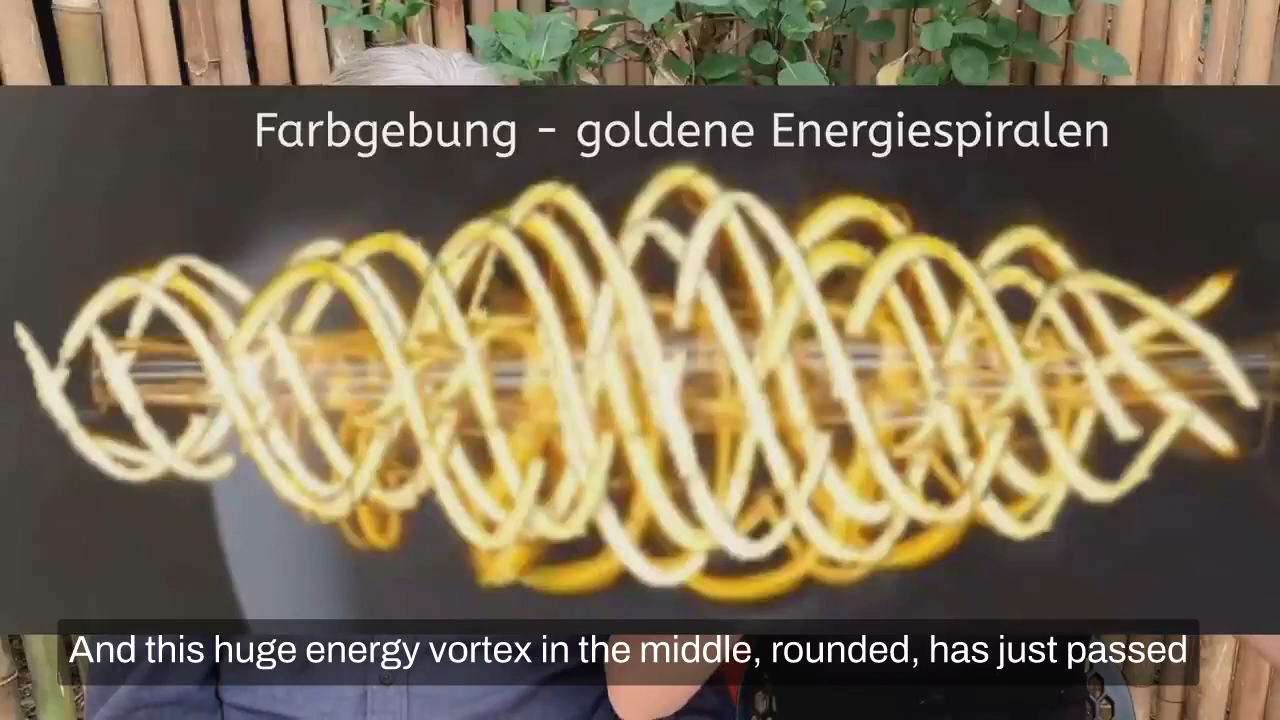 Farbgebung - goldene Energiespiralen
And this huge energy vortex in the middle, rounded, has just passed